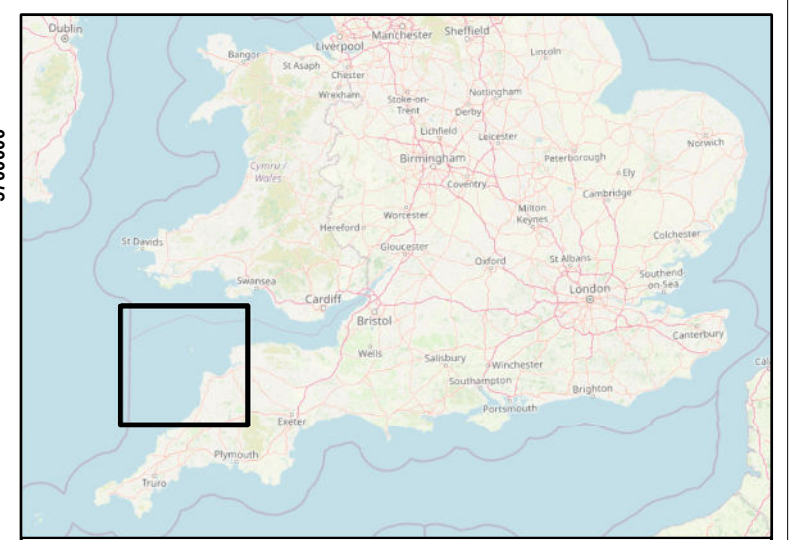 Dublin
Manchester
Sheffield
Liverpool
Bangor
Lincoln
St Asaph
Chester
Wrexham
Stoke-on-
Trent
Nottingham
Derby
Lichfield
Leicester
Norwich
Birmingham
Peterborough
Ely
Cymru /
Wales
Coventry
Cambridge
Worcester
Milton
Keynes
Hereford
Colchester
St Davids
Gloucester
Oxford
St Albans
Southend-
on-Sea
Swansea
London
Cardiff
Bristol
Canterbury
Wells
Salisbury
Winchester
Cal
Southampton
Brighton
Portsmouth
Exeter
Plymouth
Truro